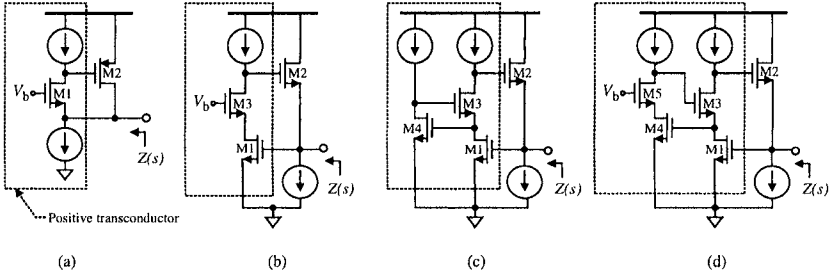 V_b M1 M2
Z(s)
Positive transconductor
(a)
V_b M3 M2
M1
Z(s)
(b)
M2
M3
M4
M1
Z(s)
(c)
V_b M5 M3 M2
M4
M1
Z(s)
(d)